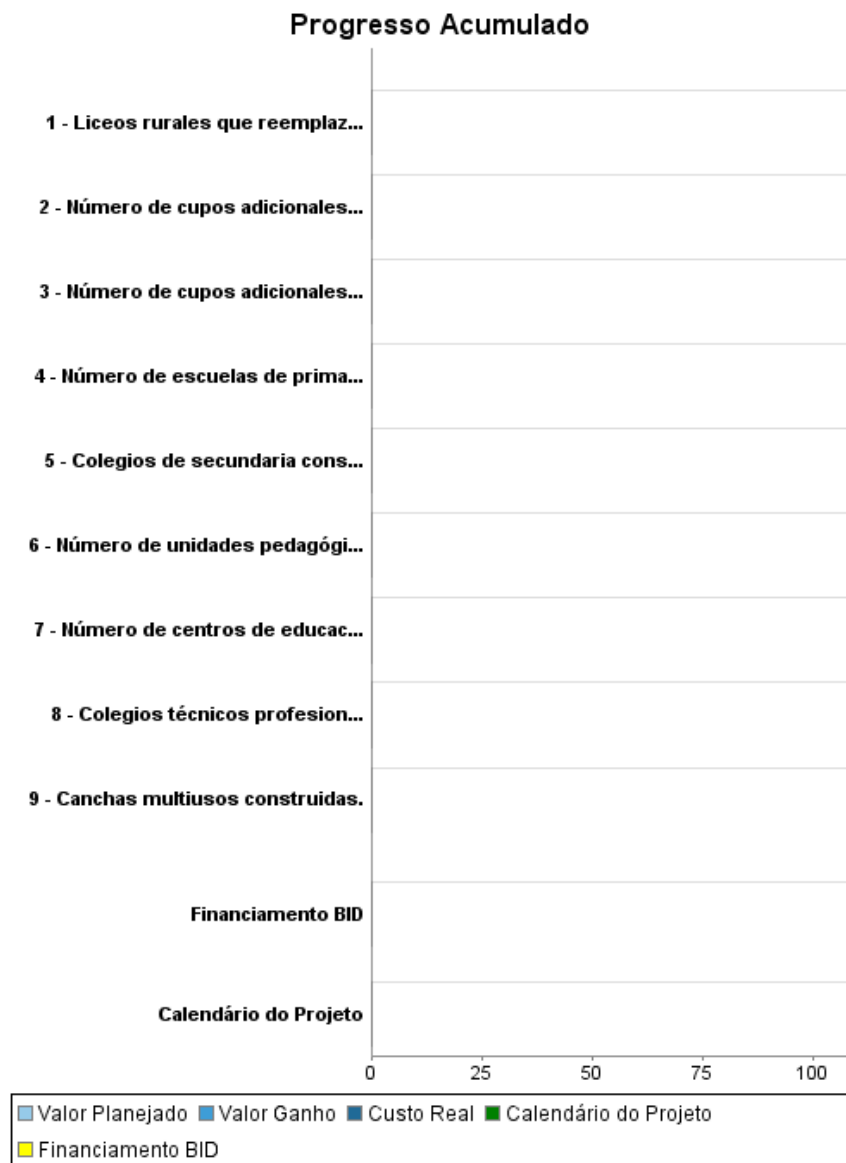 Progresso Acumulado
1 - Liceos rurales que reemplaz...
2 - Número de cupos adicionales...
3 - Número de cupos adicionales...
4 - Número de escuelas de prima...
5 - Colegios de secundaria cons...
6 - Número de unidades pedagógi...
7 - Número de centros de educac...
8 - Colegios técnicos profesion...
9 - Canchas multiusos construidas.
Financiamento BID
Calendário do Projeto
0 25 50 75 100
Valor Planejado Valor Ganho Custo Real Calendário do Projeto
Financiamento BID